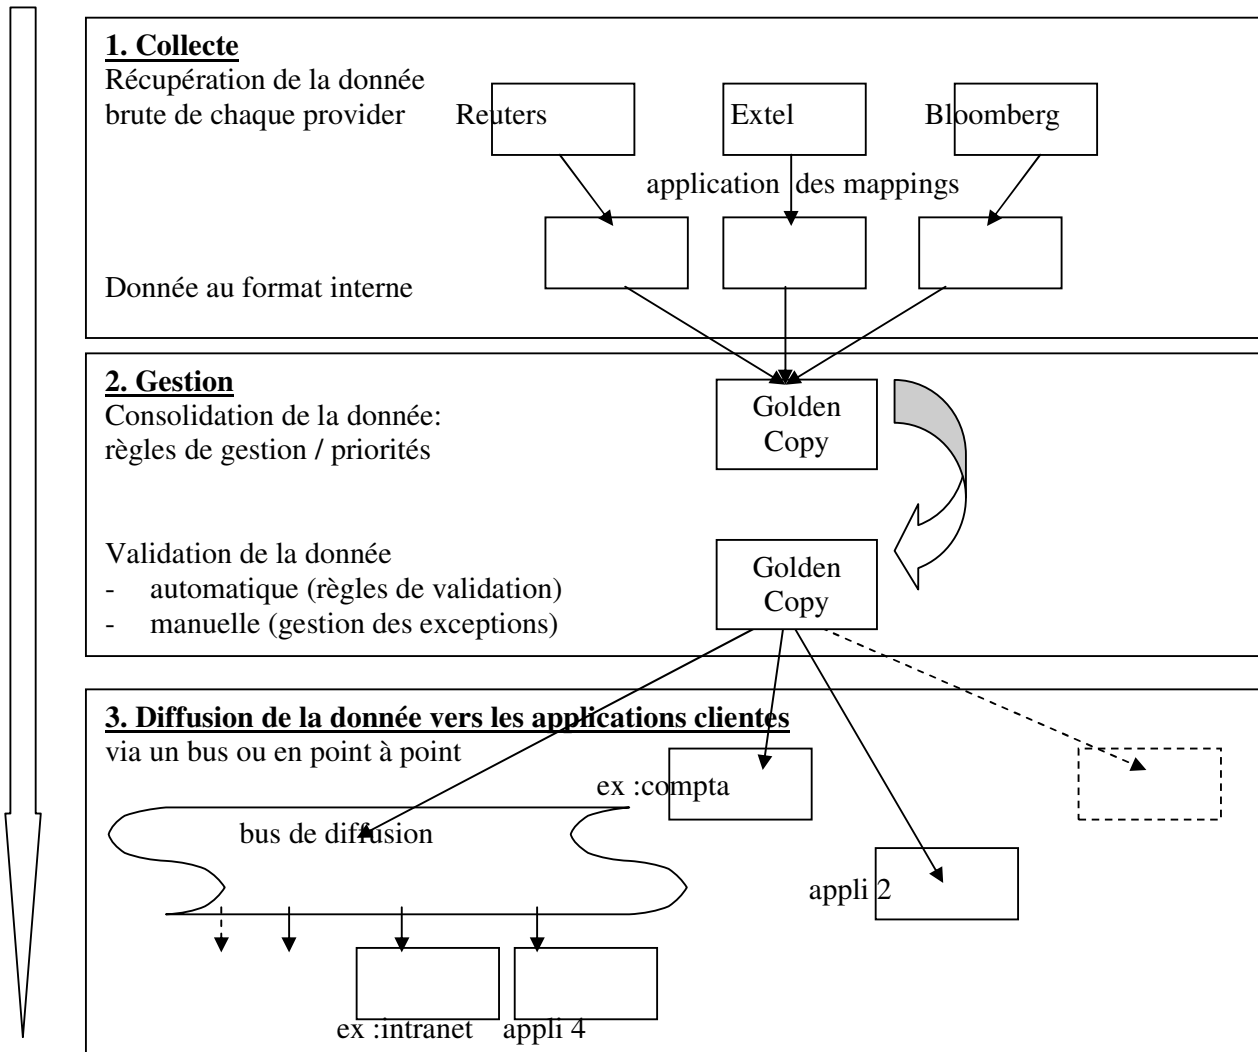 1. Collecte
Récupération de la donnée
brute de chaque provider
Reuters
Extel
Bloomberg
application des mappings
Donnée au format interne
2. Gestion
Consolidation de la donnée:
règles de gestion / priorités
Golden
Copy
Validation de la donnée
- automatique (règles de validation)
- manuelle (gestion des exceptions)
Golden
Copy
3. Diffusion de la donnée vers les applications clientes
via un bus ou en point à point
ex :compta
bus de diffusion
appli 2
ex :intranet
appli 4